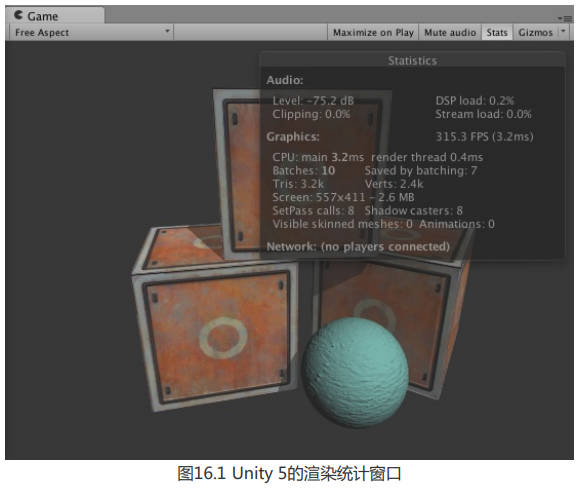 Game
Free Aspect Maximize on Play Mute audio Stats Gizmos
Statistics
Audio:
Level: -75.2 dB DSP load: 0.2%
Clipping: 0.0% Stream load: 0.0%
Graphics: 315.3 FPS (3.2ms)
CPU: main 3.2ms render thread 0.4ms
Batches: 10 Saved by batching: 7
Tris: 3.2k Verts: 2.4k
Screen: 557x411 - 2.6 MB
SetPass calls: 8 Shadow casters: 8
Visible skinned meshes: 0 Animations: 0
Network: (no players connected)
图16.1 Unity 5的渲染统计窗口